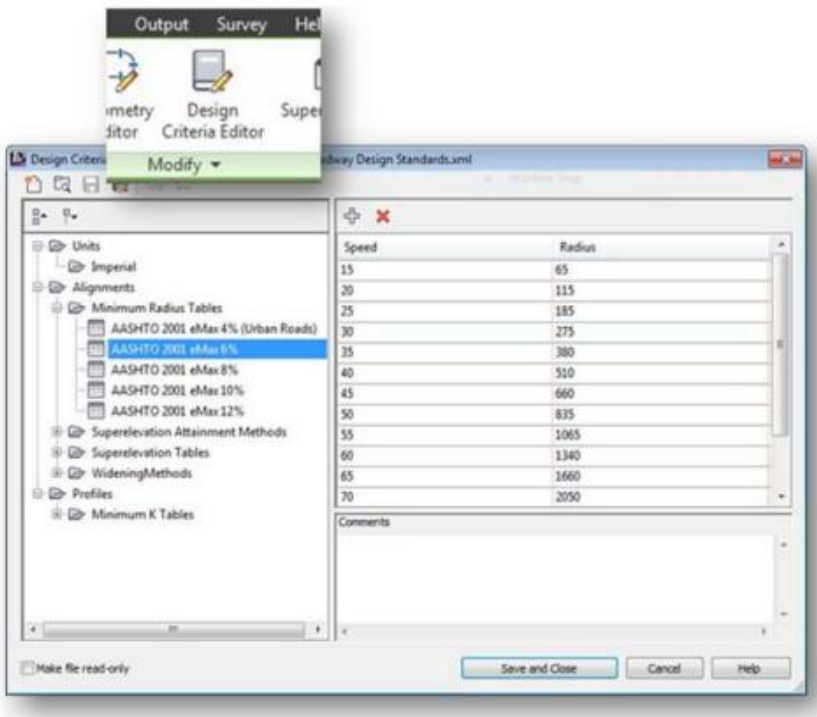 Output Survey Hel
ometry Design Super
ditor Criteria Editor
Modify
Design Criteri dway Design Standards.xml
Units
Imperial
Alignments
Minimum Radius Tables
AASHTO 2001 eMax 4% (Urban Roads)
AASHTO 2001 eMax 6%
AASHTO 2001 eMax 8%
AASHTO 2001 eMax 10%
AASHTO 2001 eMax 12%
Superelevation Attainment Methods
Superelevation Tables
WideningMethods
Profiles
Minimum K Tables
Speed Radius
15 65
20 115
25 185
30 275
35 380
40 510
45 660
50 835
55 1065
60 1340
65 1660
70 2050
Comments
Make file read-only
Save and Close Cancel Help